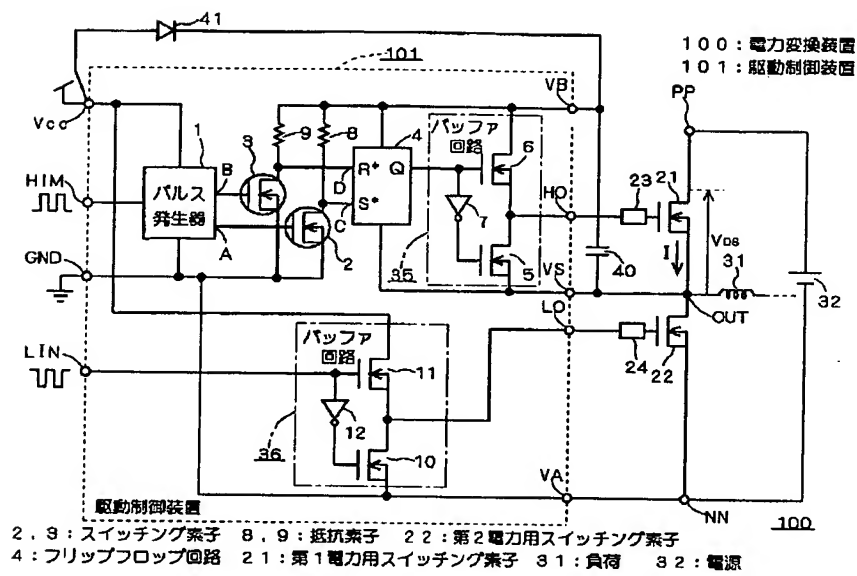 41
100：電力変換装置
101：駆動制御装置
101
PP
Vcc
VB
1
3
9
8
4
バッファ
回路
6
B
D
R*
Q
S*
C
HIM
パルス
発生器
A
2
7
HO
23
21
VDS
I
31
GND
35
5
VS
40
32
LO
OUT
LIN
バッファ
回路
11
24
22
12
36
10
VA
NN
駆動制御装置
100
2，3：スイッチング素子 8，9：抵抗素子 22：第2電力用スイッチング素子
4：フリップフロップ回路 21：第1電力用スイッチング素子 31：負荷 32：電源